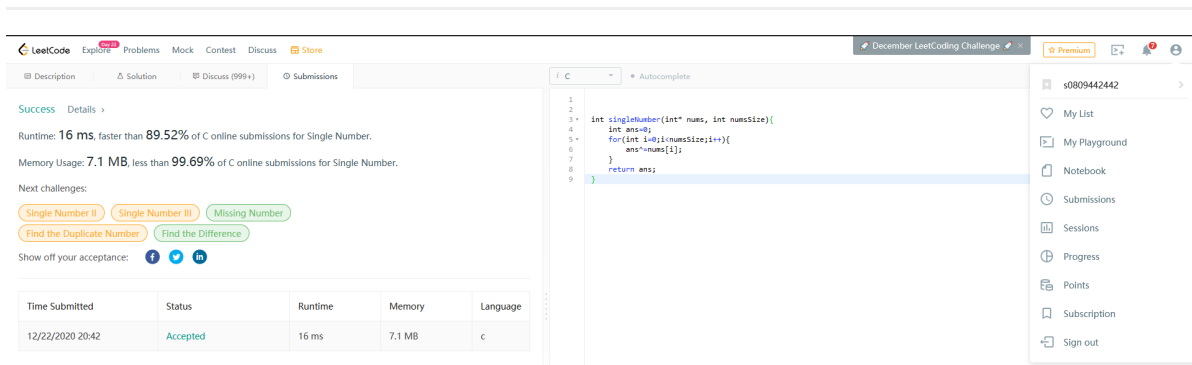 LeetCode Explore Day 22 Problems Mock Contest Discuss Store
December LeetCoding Challenge ×
Premium
Description Solution Discuss (999+) Submissions
Success Details ›
Runtime: 16 ms, faster than 89.52% of C online submissions for Single Number.
Memory Usage: 7.1 MB, less than 99.69% of C online submissions for Single Number.
Next challenges:
Single Number II Single Number III Missing Number
Find the Duplicate Number Find the Difference
Show off your acceptance:
Time Submitted Status Runtime Memory Language
12/22/2020 20:42 Accepted 16 ms 7.1 MB c
i C Autocomplete
1
2
3 int singleNumber(int* nums, int numsSize){
4 int ans=0;
5 for(int i=0;i<numsSize;i++){
6 ans^=nums[i];
7 }
8 return ans;
9 }
s0809442442
My List
My Playground
Notebook
Submissions
Sessions
Progress
Points
Subscription
Sign out